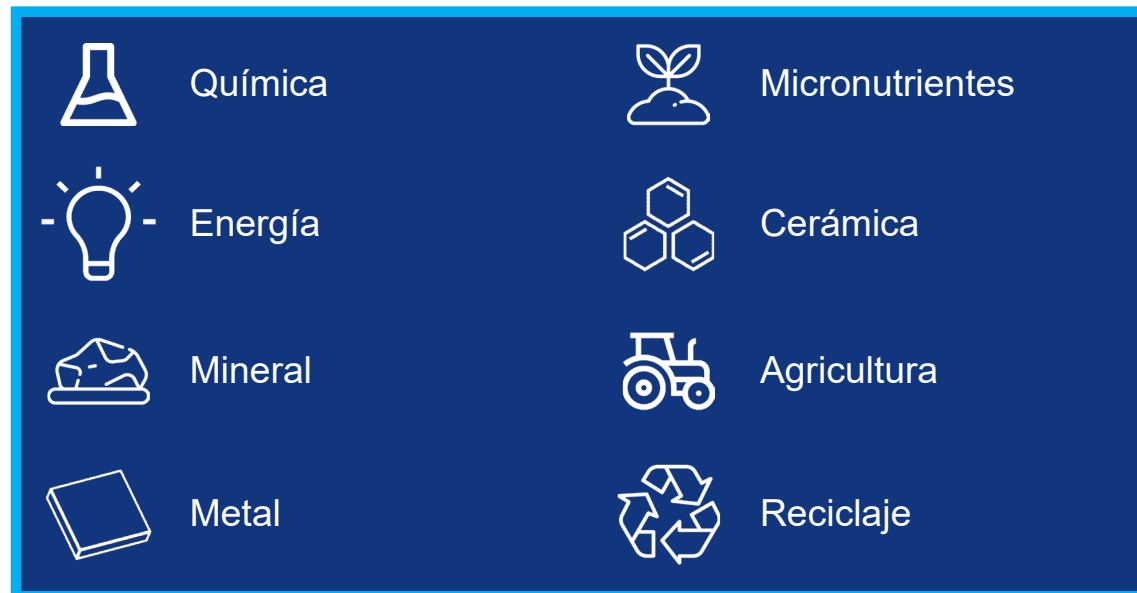 Química
Energía
Mineral
Metal
Micronutrientes
Cerámica
Agricultura
Reciclaje